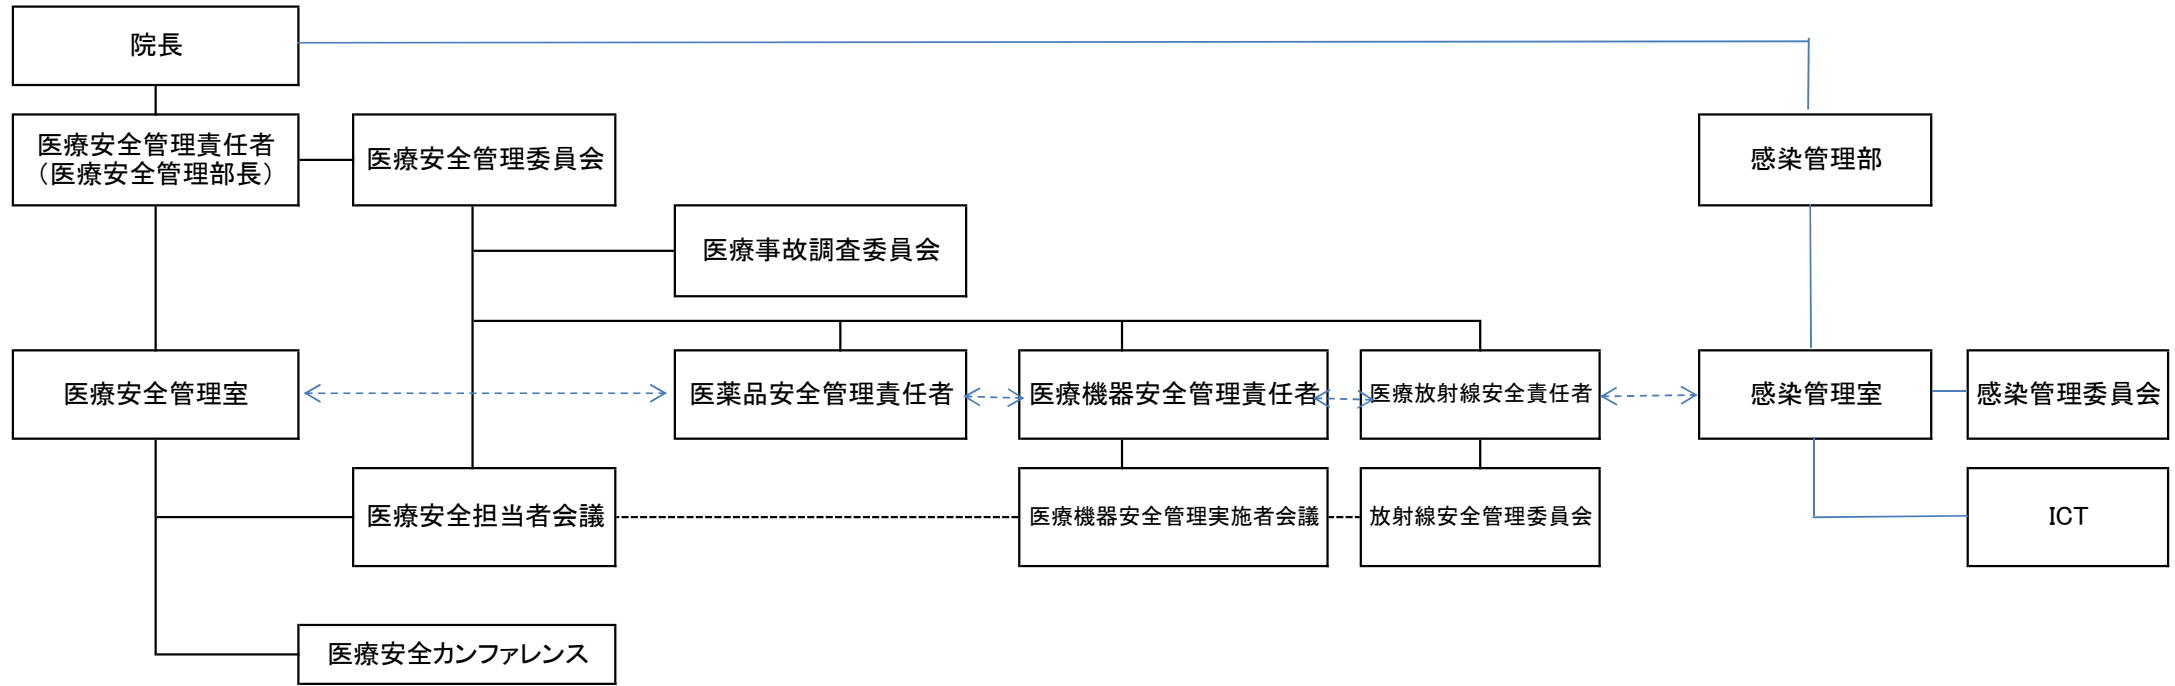 院長
医療安全管理責任者
（医療安全管理部長）
医療安全管理委員会
感染管理部
医療事故調査委員会
医療安全管理室
医薬品安全管理責任者
医療機器安全管理責任者
医療放射線安全責任者
感染管理室
感染管理委員会
医療安全担当者会議
医療機器安全管理実施者会議
放射線安全管理委員会
ICT
医療安全カンファレンス